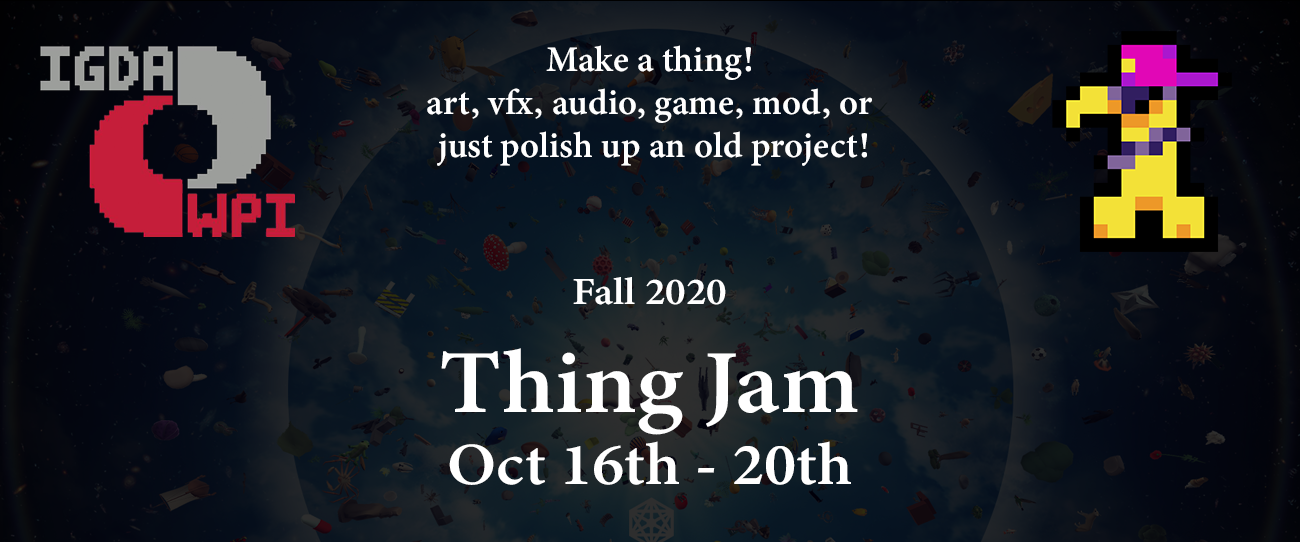 IGDA
WPI
Make a thing!
art, vfx, audio, game, mod, or
just polish up an old project!
Fall 2020
Thing Jam
Oct 16th - 20th